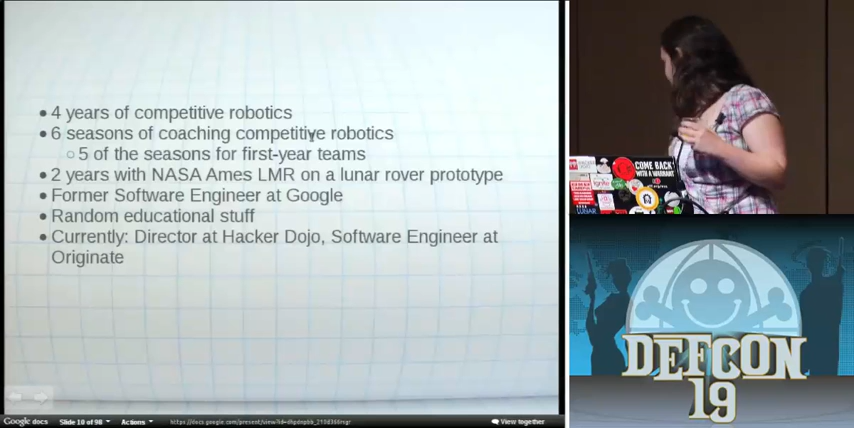 • 4 years of competitive robotics
• 6 seasons of coaching competitive robotics
○ 5 of the seasons for first-year teams
• 2 years with NASA Ames LMR on a lunar rover prototype
• Former Software Engineer at Google
• Random educational stuff
• Currently: Director at Hacker Dojo, Software Engineer at
Originate
Google docs Slide 10 of 98 Actions View together
COME BACK
WITH A WARRANT
ignite
LUNAR
DEFCON
19